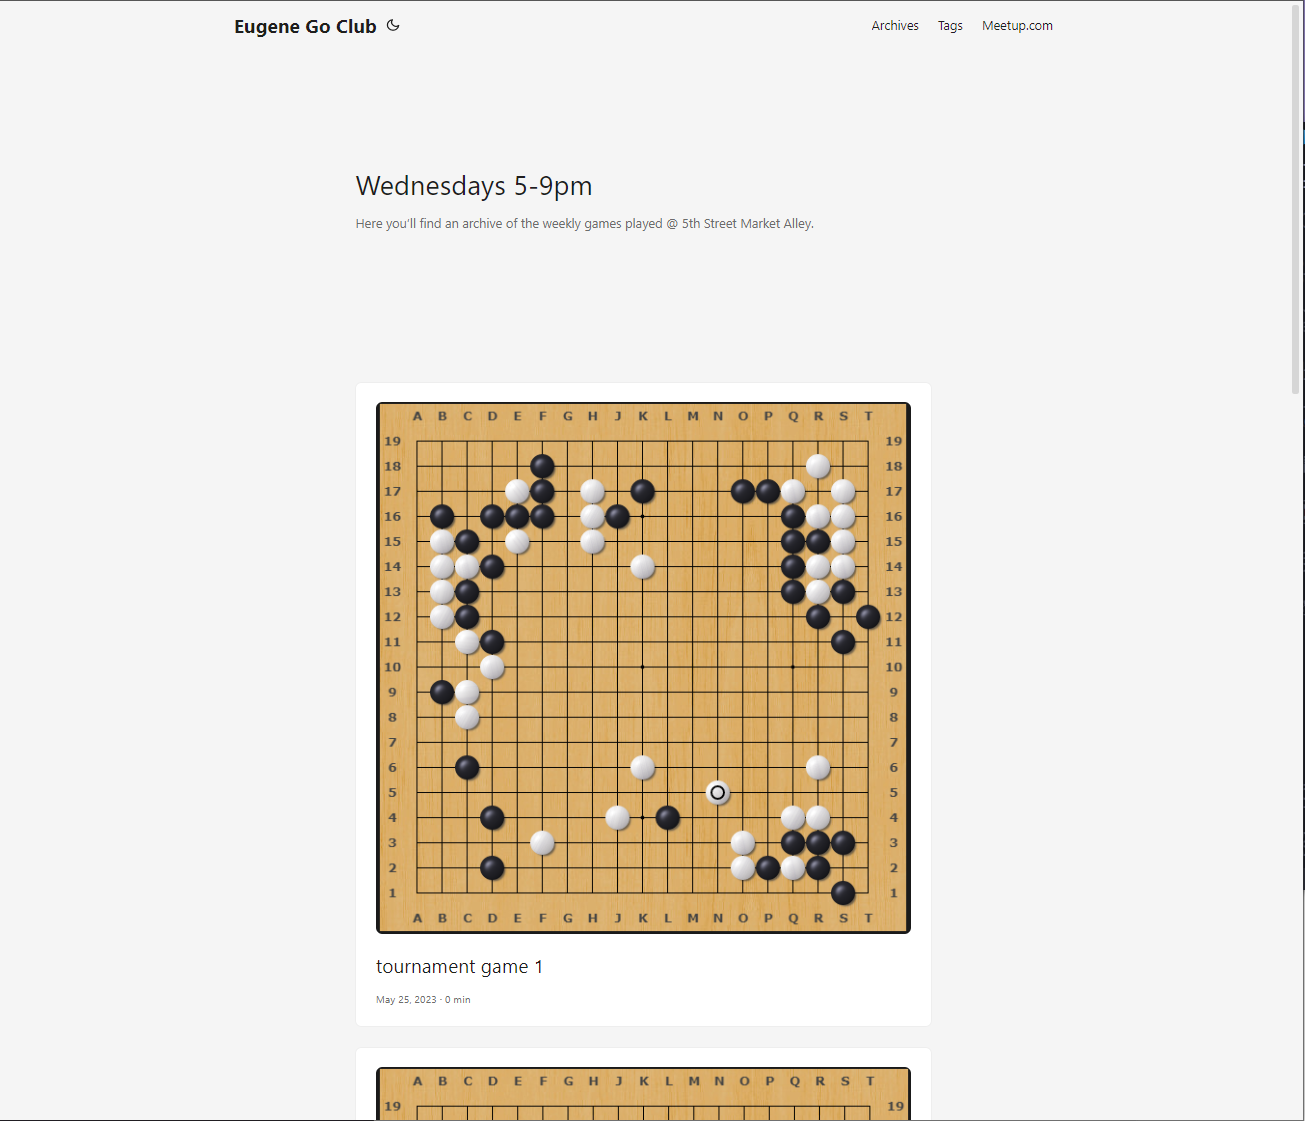 Eugene Go Club
Archives Tags Meetup.com
Wednesdays 5-9pm
Here you'll find an archive of the weekly games played @ 5th Street Market Alley.
A B C D E F G H J K L M N O P Q R S T
19 19
18 18
17 17
16 16
15 15
14 14
13 13
12 12
11 11
10 10
9 9
8 8
7 7
6 6
5 5
4 4
3 3
2 2
1 1
A B C D E F G H J K L M N O P Q R S T
tournament game 1
May 25, 2023 · 0 min
A B C D E F G H J K L M N O P Q R S T
19 19